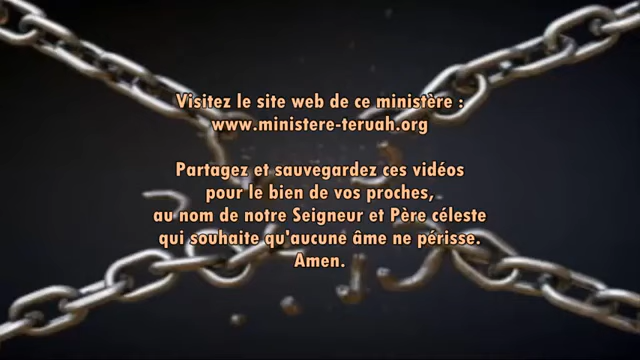 Visitez le site web de ce ministère :
www.ministere-teruah.org
Partagez et sauvegardez ces vidéos
pour le bien de vos proches,
au nom de notre Seigneur et Père céleste
qui souhaite qu'aucune âme ne périsse.
Amen.